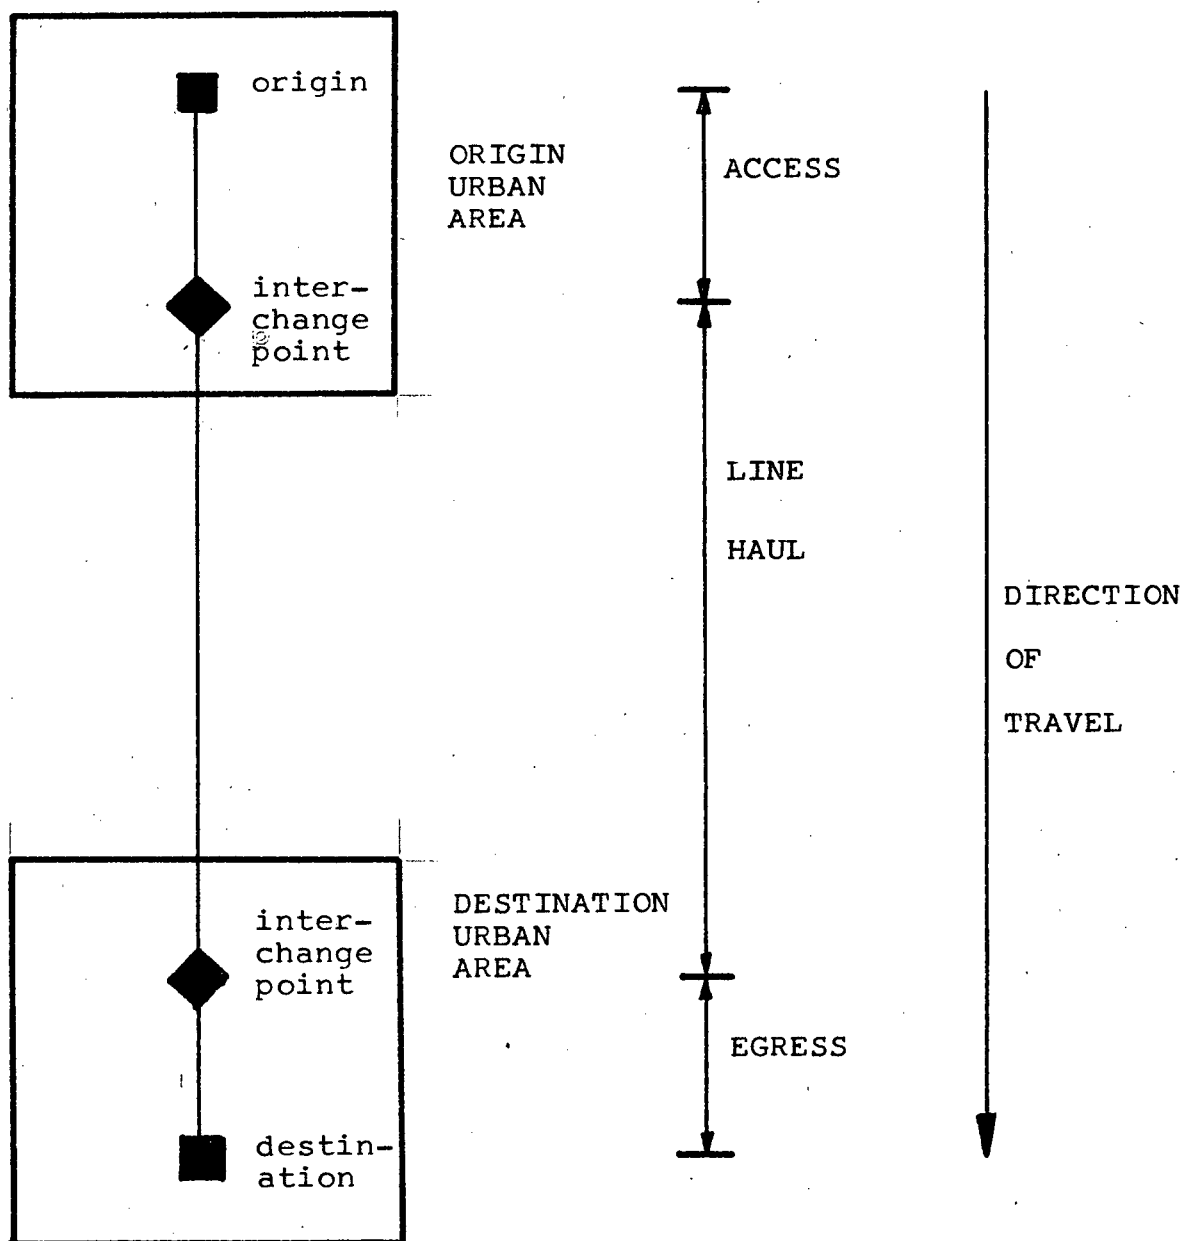 origin
ORIGIN
URBAN
AREA
ACCESS
inter-
change
point
LINE
HAUL
DIRECTION
OF
TRAVEL
inter-
change
point
DESTINATION
URBAN
AREA
EGRESS
destin-
ation